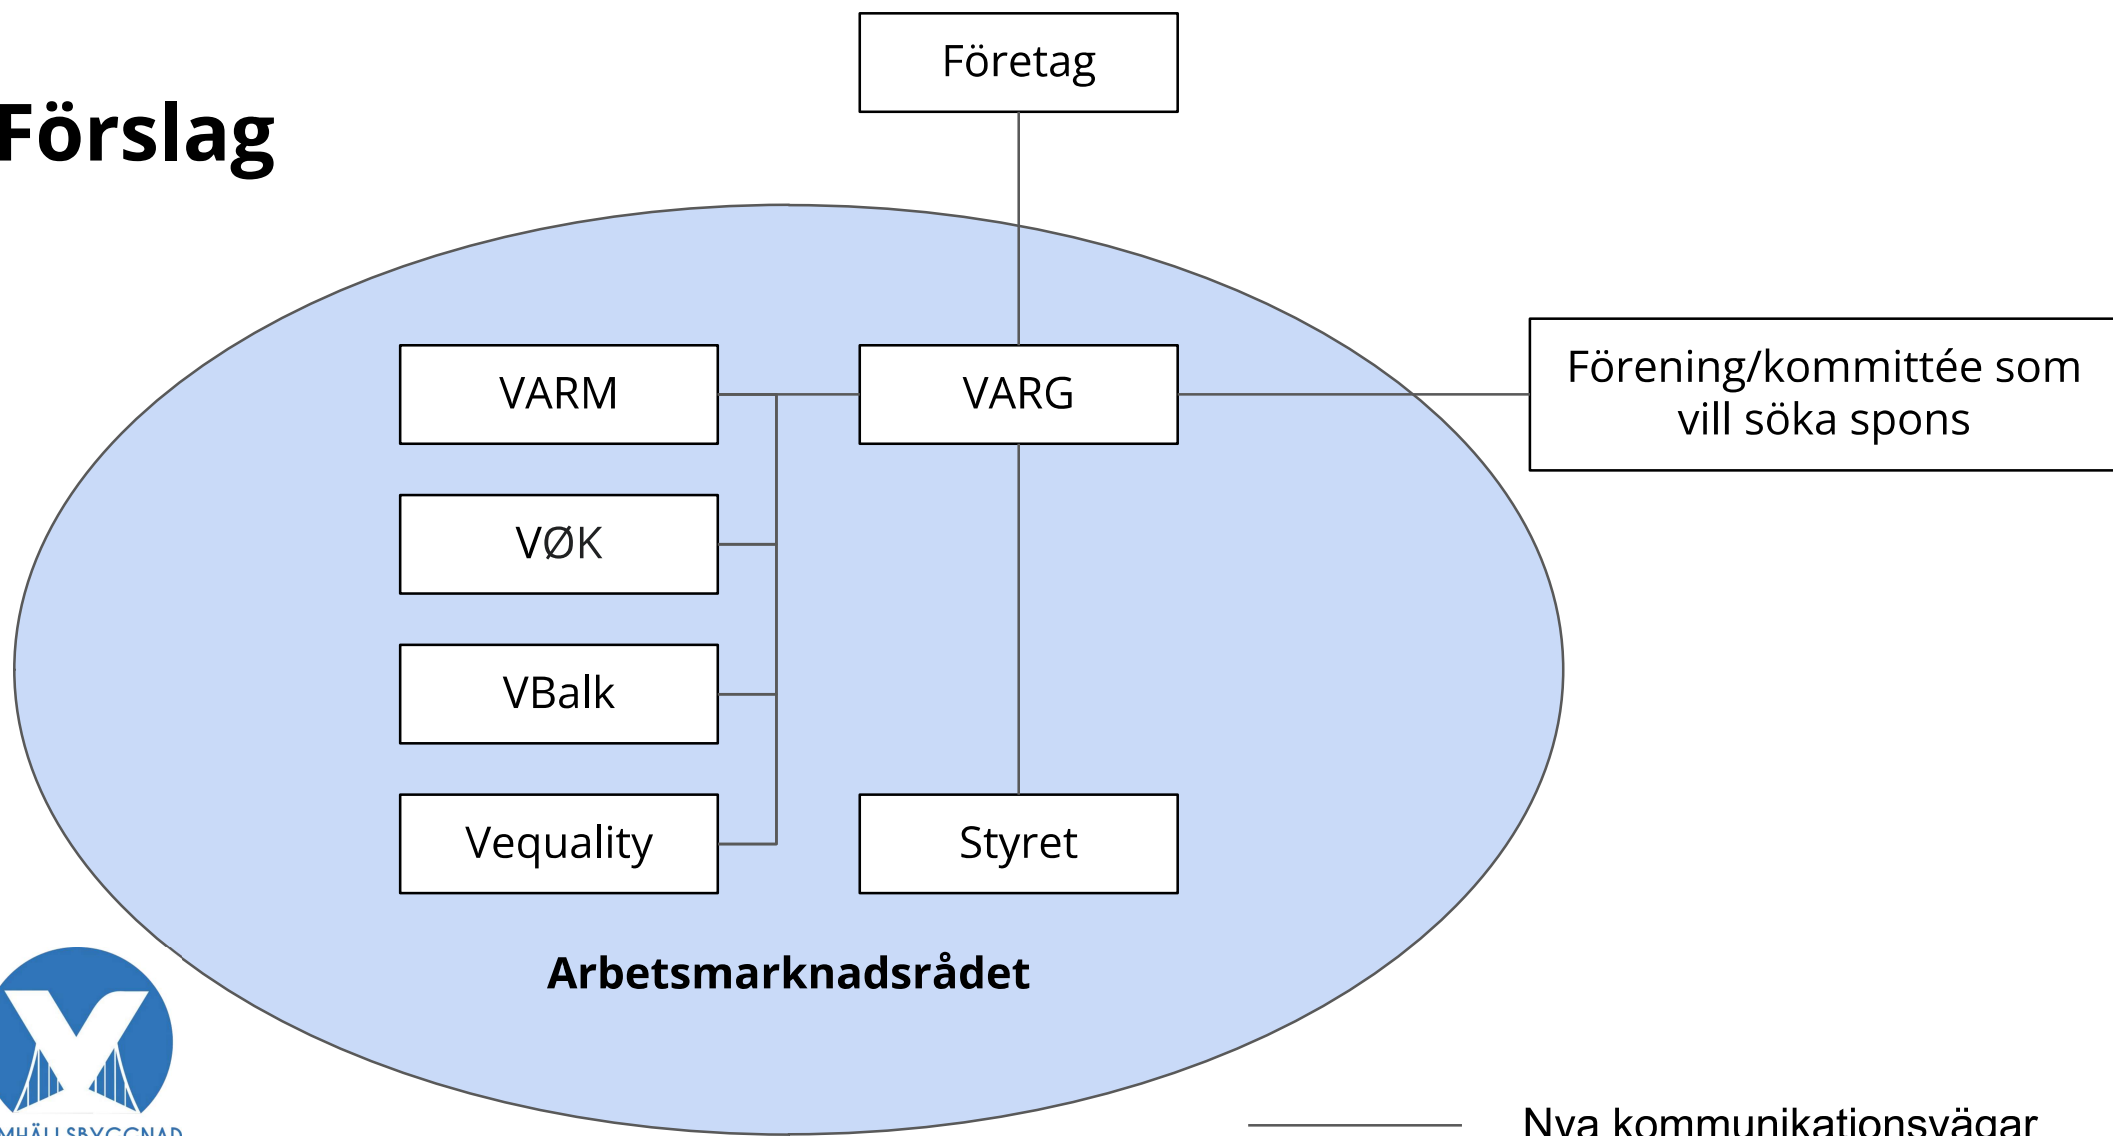 Företag
Förslag
VARM
VARG
Förening/kommittée som
vill söka spons
VØK
VBalk
Vequality
Styret
Arbetsmarknadsrådet
Nya kommunikationsvägar